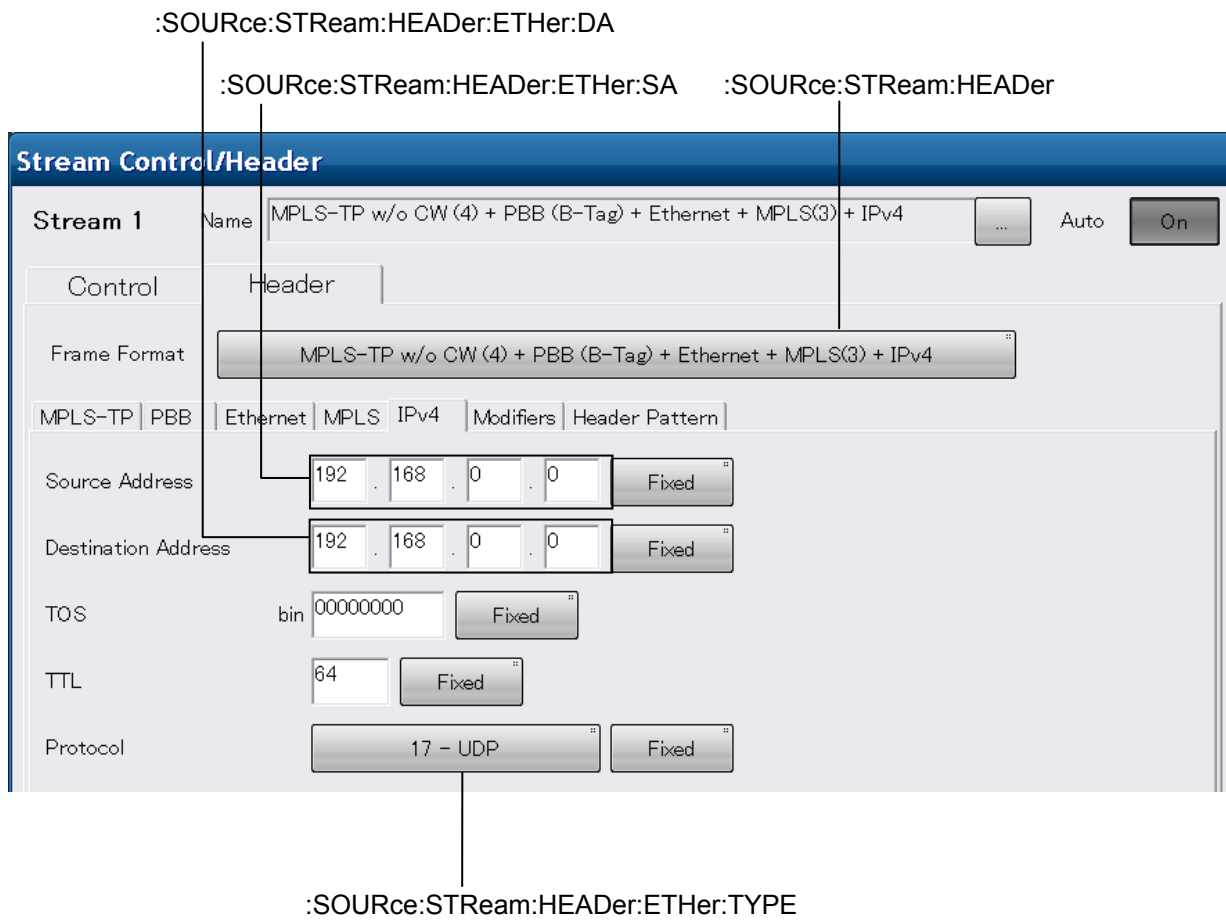 :SOURce:STReam:HEADer:ETHer:DA
:SOURce:STReam:HEADer:ETHer:SA :SOURce:STReam:HEADer
Stream Control/Header
Stream 1 Name MPLS-TP w/o CW (4) + PBB (B-Tag) + Ethernet + MPLS(3) + IPv4 ... Auto On
Control Header
Frame Format MPLS-TP w/o CW (4) + PBB (B-Tag) + Ethernet + MPLS(3) + IPv4
MPLS-TP PBB Ethernet MPLS IPv4 Modifiers Header Pattern
Source Address 192 . 168 . 0 . 0 Fixed
Destination Address 192 . 168 . 0 . 0 Fixed
TOS bin 00000000 Fixed
TTL 64 Fixed
Protocol 17 - UDP Fixed
:SOURce:STReam:HEADer:ETHer:TYPE